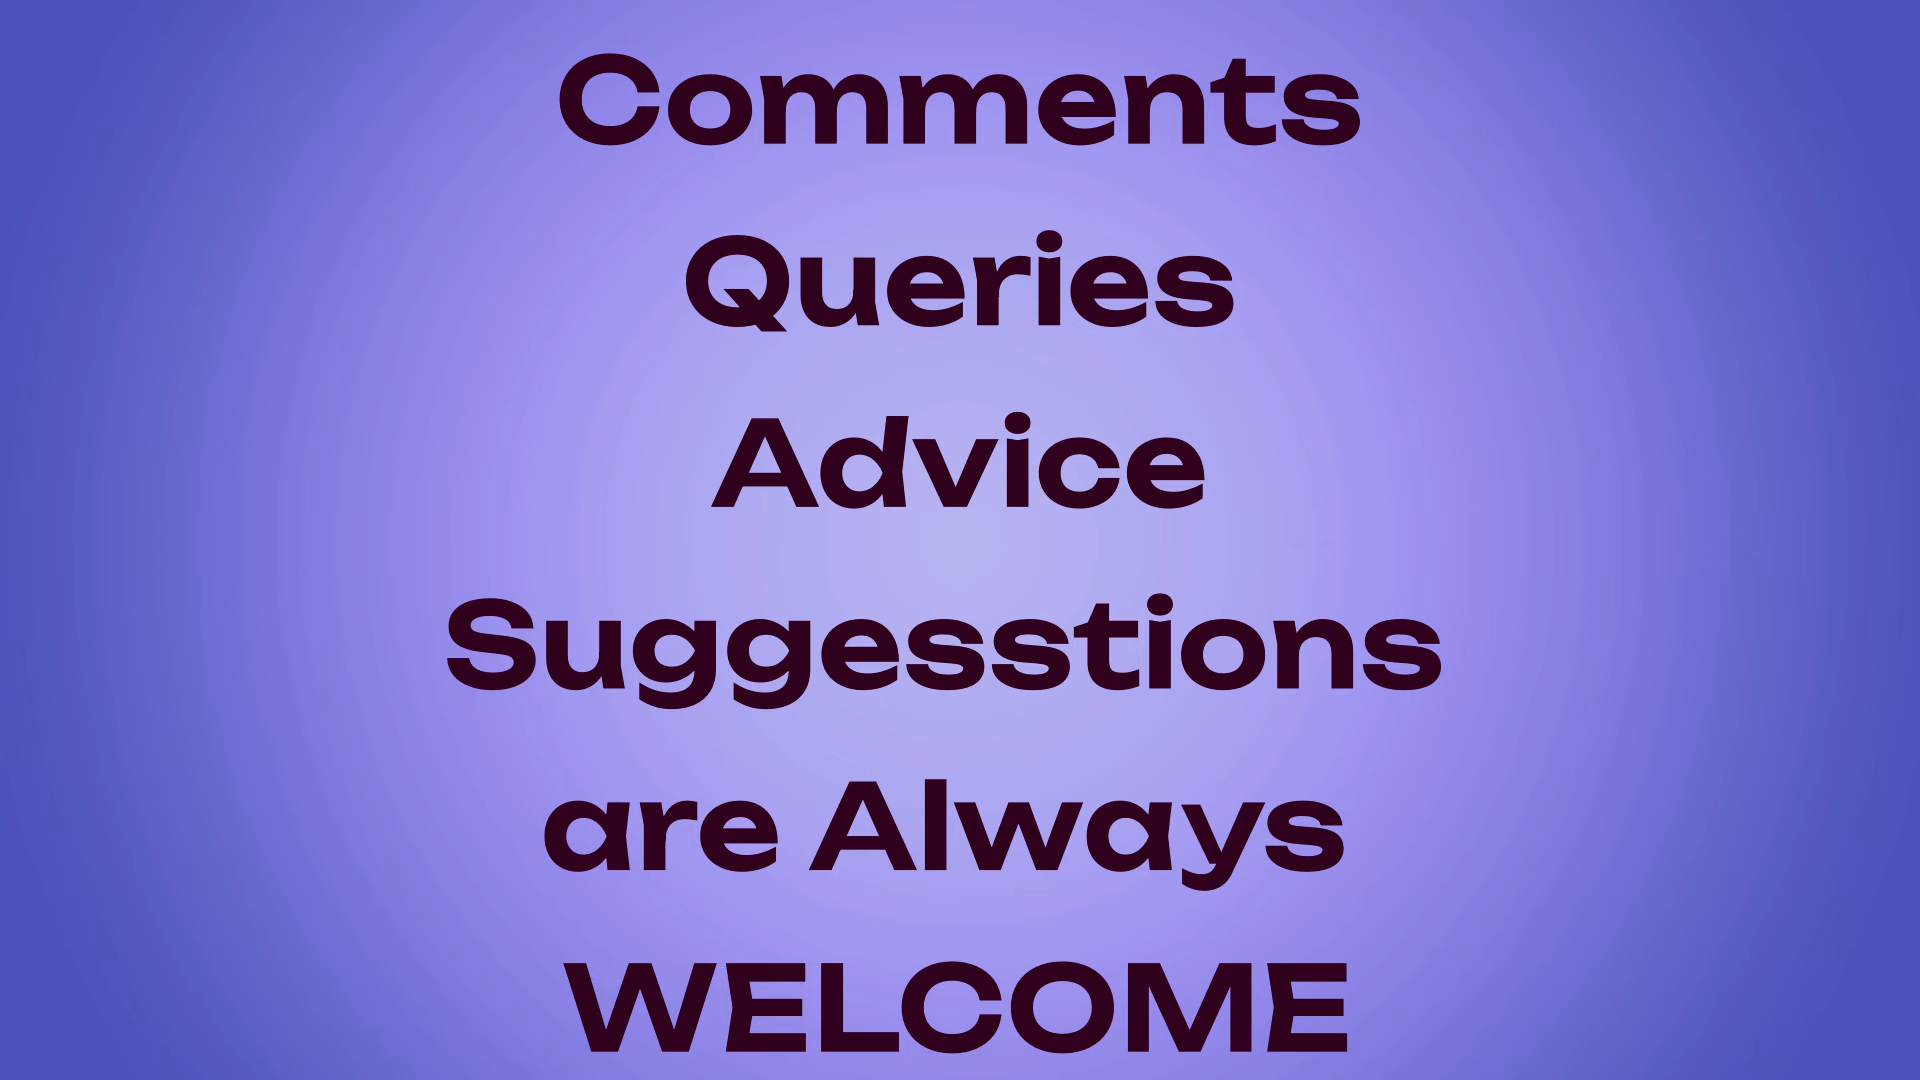 Comments
Queries
Advice
Suggesstions
are Always
WELCOME